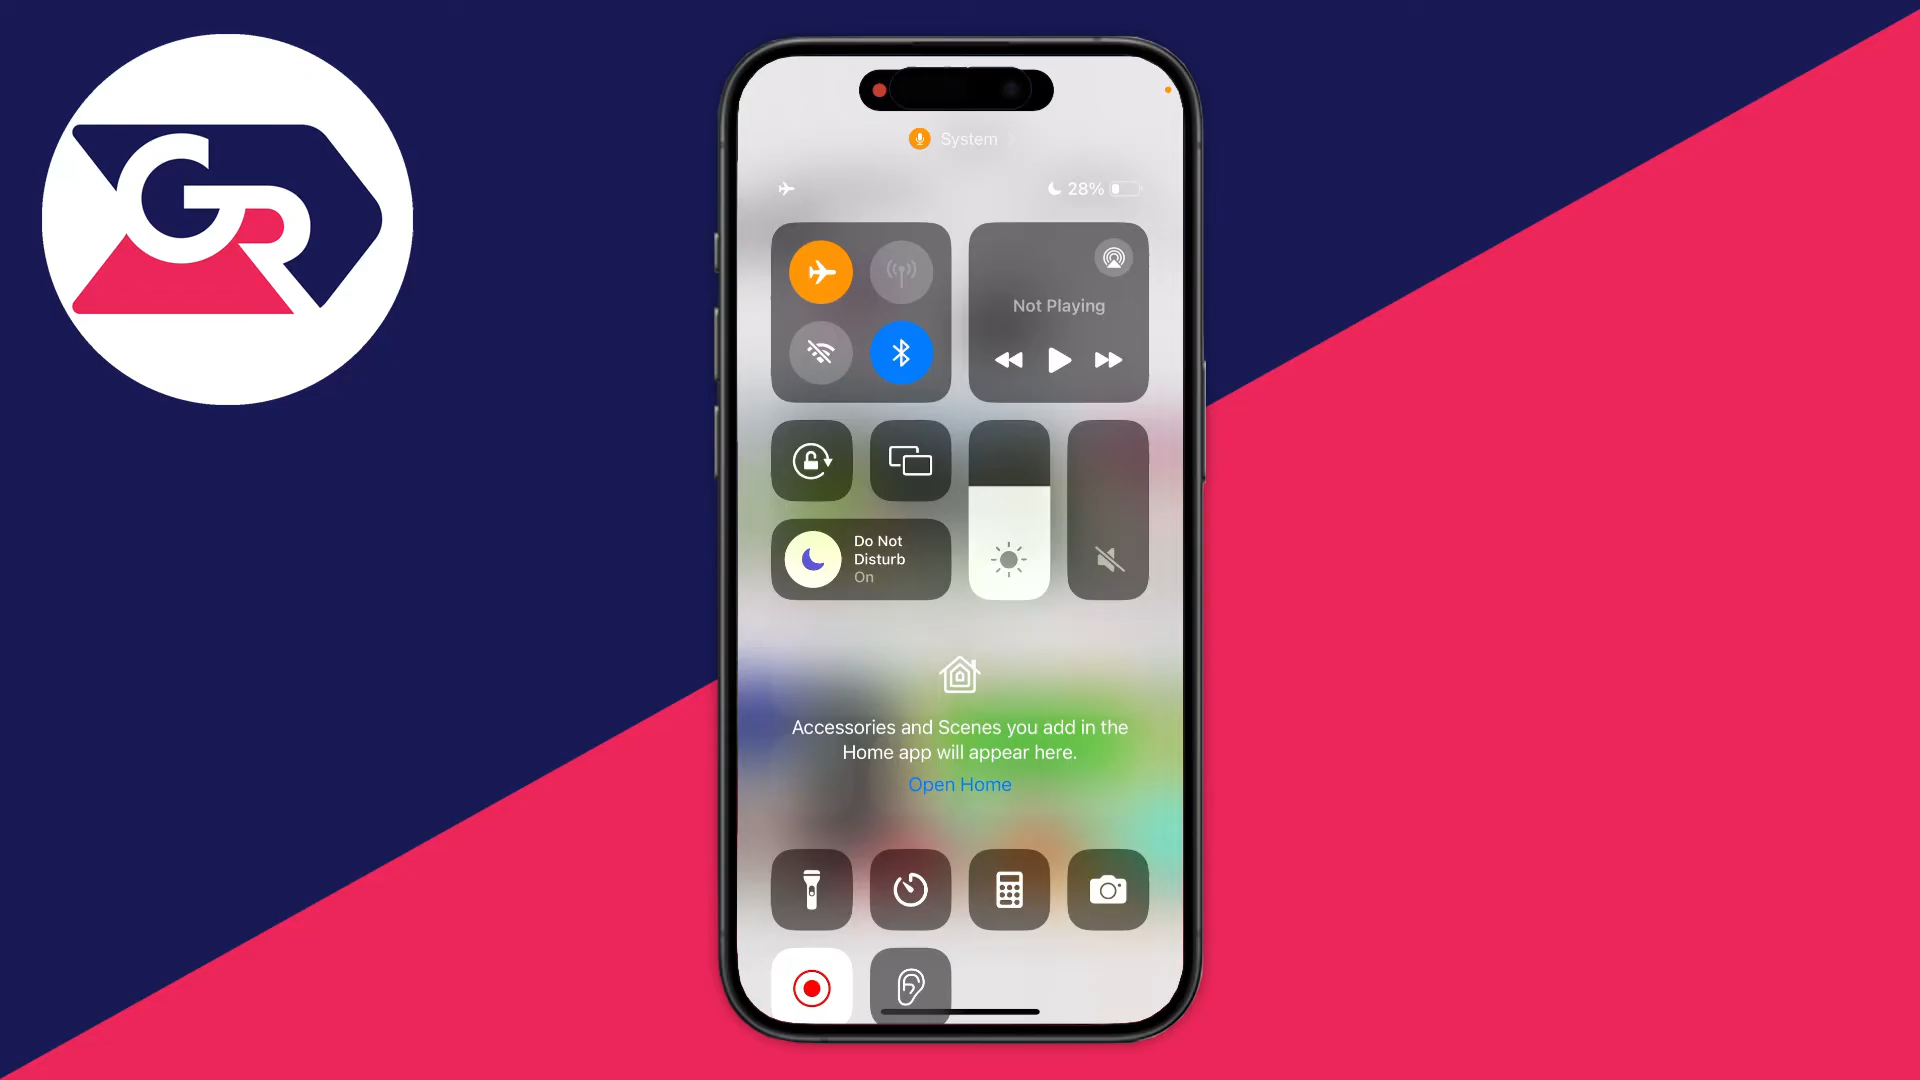 GR
System
28%
Not Playing
Do Not
Disturb
On
Accessories and Scenes you add in the
Home app will appear here.
Open Home